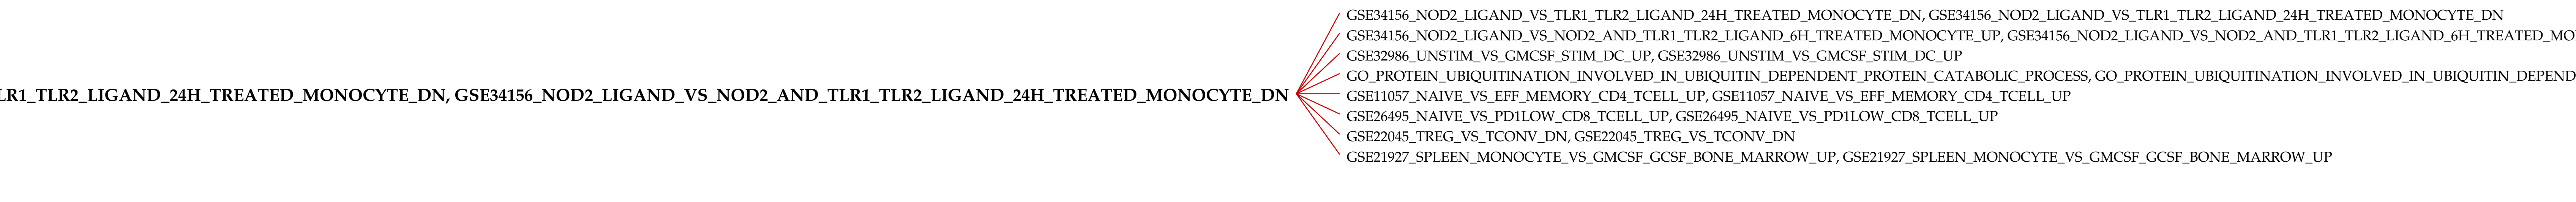 GSE34156_NOD2_LIGAND_VS_TLR1_TLR2_LIGAND_24H_TREATED_MONOCYTE_DN, GSE34156_NOD2_LIGAND_VS_TLR1_TLR2_LIGAND_24H_TREATED_MONOCYTE_DN
GSE34156_NOD2_LIGAND_VS_NOD2_AND_TLR1_TLR2_LIGAND_6H_TREATED_MONOCYTE_UP, GSE34156_NOD2_LIGAND_VS_NOD2_AND_TLR1_TLR2_LIGAND_6H_TREATED_MO
GSE32986_UNSTIM_VS_GMCSF_STIM_DC_UP, GSE32986_UNSTIM_VS_GMCSF_STIM_DC_UP
GO_PROTEIN_UBIQUITINATION_INVOLVED_IN_UBIQUITIN_DEPENDENT_PROTEIN_CATABOLIC_PROCESS, GO_PROTEIN_UBIQUITINATION_INVOLVED_IN_UBIQUITIN_DEPEND
LR1_TLR2_LIGAND_24H_TREATED_MONOCYTE_DN, GSE34156_NOD2_LIGAND_VS_NOD2_AND_TLR1_TLR2_LIGAND_24H_TREATED_MONOCYTE_DN
GSE11057_NAIVE_VS_EFF_MEMORY_CD4_TCELL_UP, GSE11057_NAIVE_VS_EFF_MEMORY_CD4_TCELL_UP
GSE26495_NAIVE_VS_PD1LOW_CD8_TCELL_UP, GSE26495_NAIVE_VS_PD1LOW_CD8_TCELL_UP
GSE22045_TREG_VS_TCONV_DN, GSE22045_TREG_VS_TCONV_DN
GSE21927_SPLEEN_MONOCYTE_VS_GMCSF_GCSF_BONE_MARROW_UP, GSE21927_SPLEEN_MONOCYTE_VS_GMCSF_GCSF_BONE_MARROW_UP